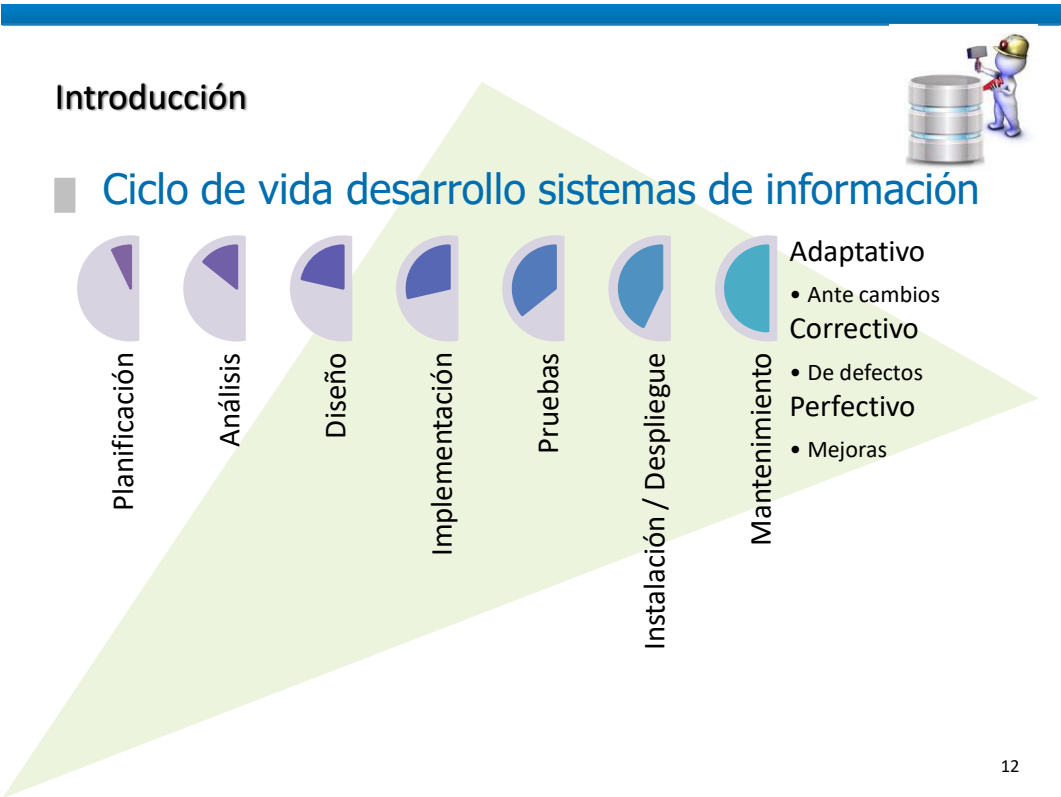 Introducción
Ciclo de vida desarrollo sistemas de información
Planificación
Análisis
Diseño
Implementación
Pruebas
Instalación / Despliegue
Mantenimiento
Adaptativo
• Ante cambios
Correctivo
• De defectos
Perfectivo
• Mejoras
12